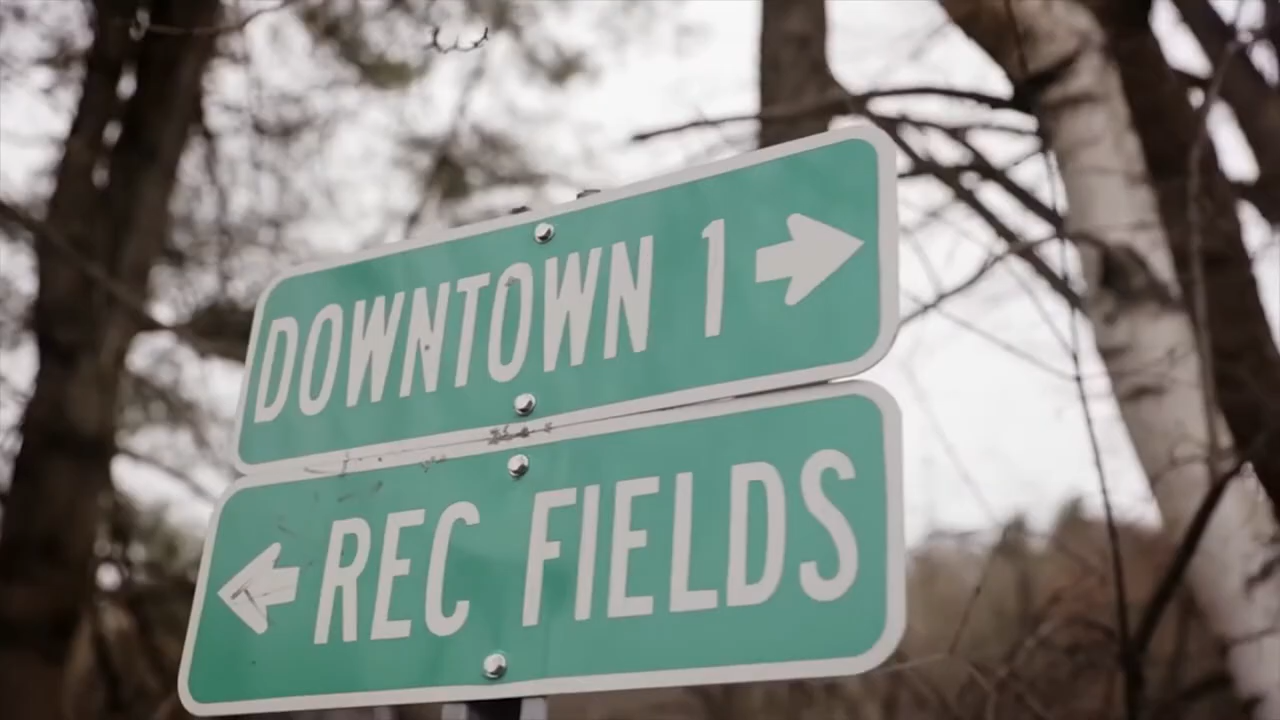 DOWNTOWN 1 →
← REC FIELDS